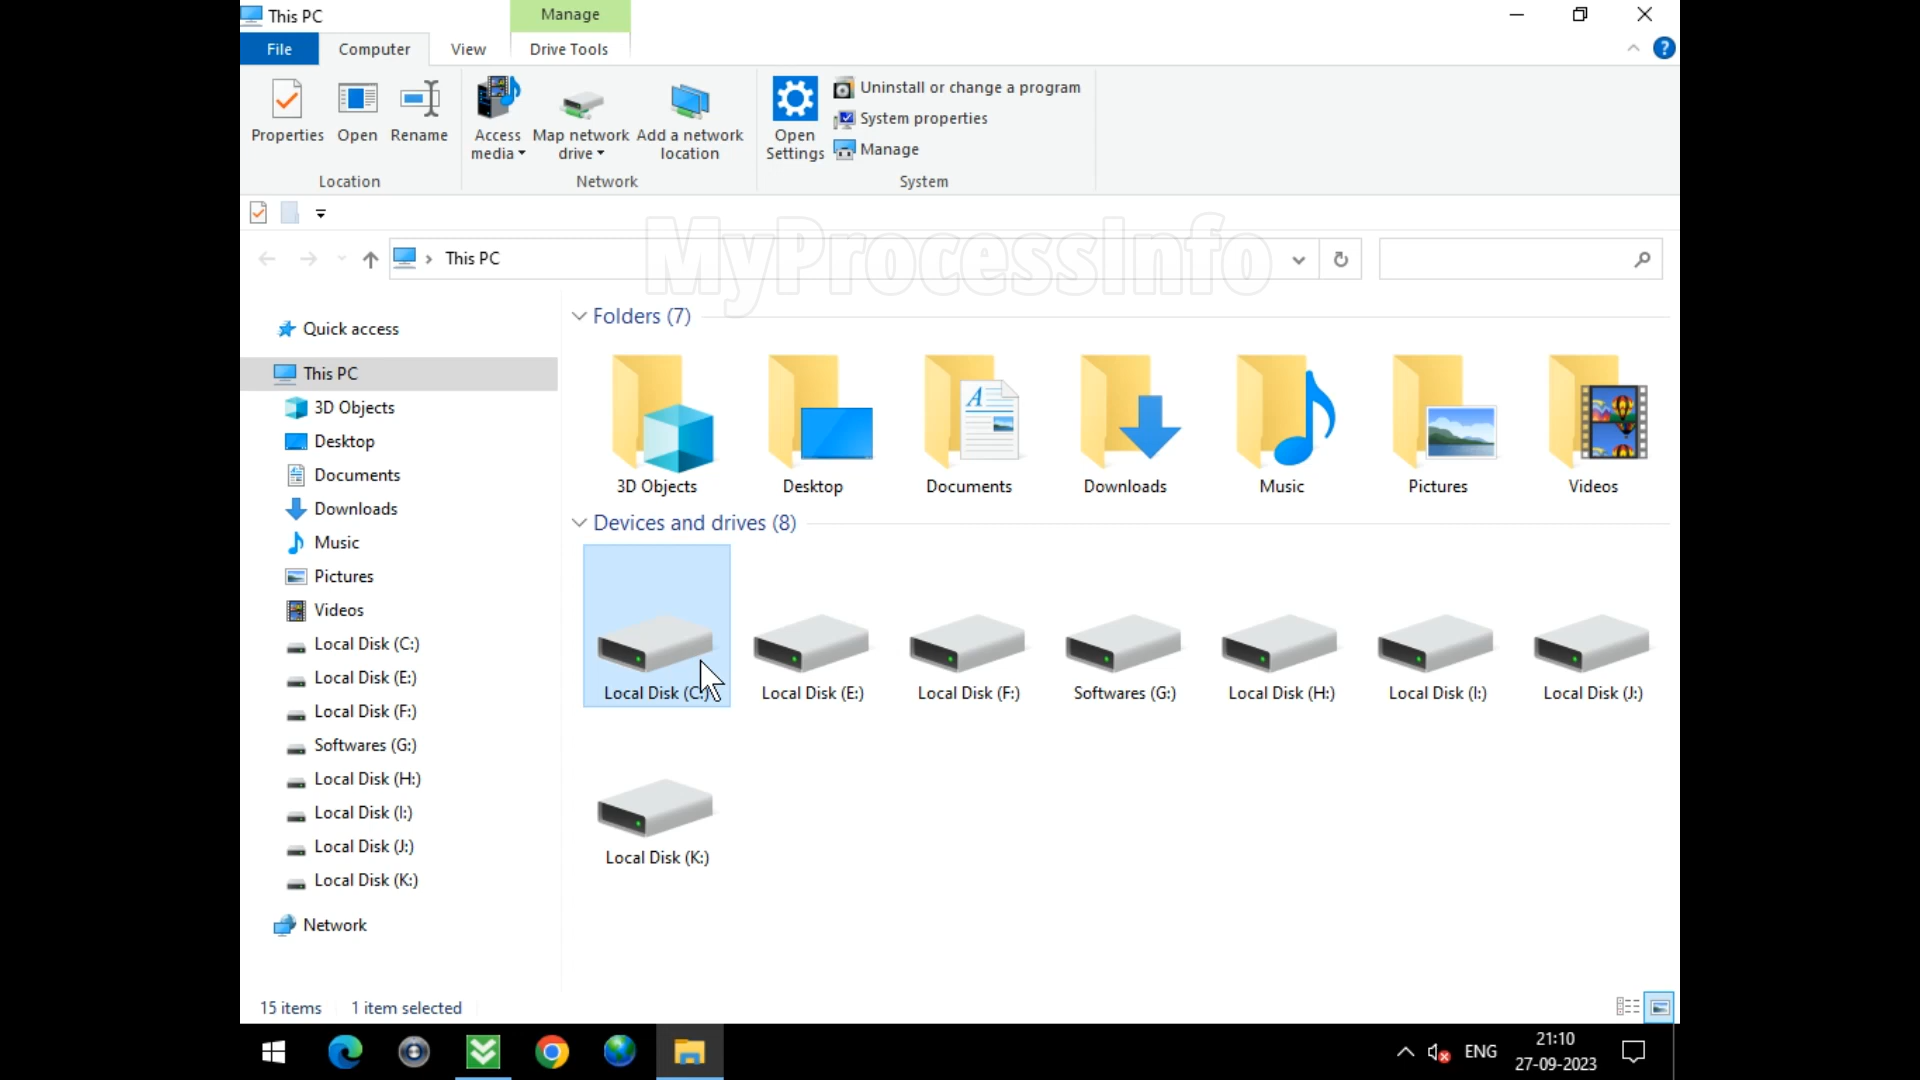 This PC
Manage
File
Computer
View
Drive Tools
?
Properties
Open
Rename
Access
media
Map network
drive
Add a network
location
Open
Settings
Uninstall or change a program
System properties
Manage
Location
Network
System
MyProcessInfo
This PC
Quick access
This PC
3D Objects
Desktop
Documents
Downloads
Music
Pictures
Videos
Local Disk (C:)
Local Disk (E:)
Local Disk (F:)
Softwares (G:)
Local Disk (H:)
Local Disk (I:)
Local Disk (J:)
Local Disk (K:)
Network
Folders (7)
A
3D Objects
Desktop
Documents
Downloads
Music
Pictures
Videos
Devices and drives (8)
Local Disk (C:)
Local Disk (E:)
Local Disk (F:)
Softwares (G:)
Local Disk (H:)
Local Disk (I:)
Local Disk (J:)
Local Disk (K:)
15 items
1 item selected
ENG
21:10
27-09-2023